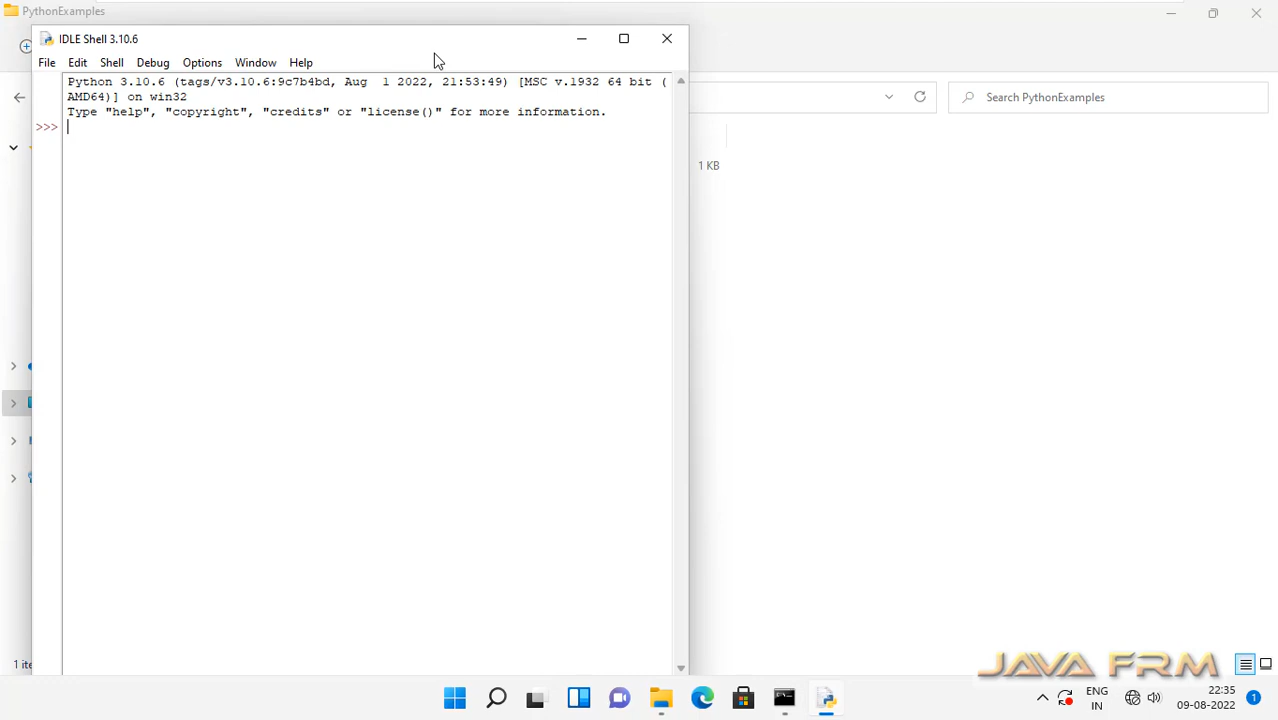 PythonExamples
IDLE Shell 3.10.6
File Edit Shell Debug Options Window Help
Python 3.10.6 (tags/v3.10.6:9c7b4bd, Aug  1 2022, 21:53:49) [MSC v.1932 64 bit (
AMD64)] on win32
Type "help", "copyright", "credits" or "license()" for more information.
>>>
Search PythonExamples
1 KB
1 ite
JAVA FRM
ENG
IN
22:35
09-08-2022
1